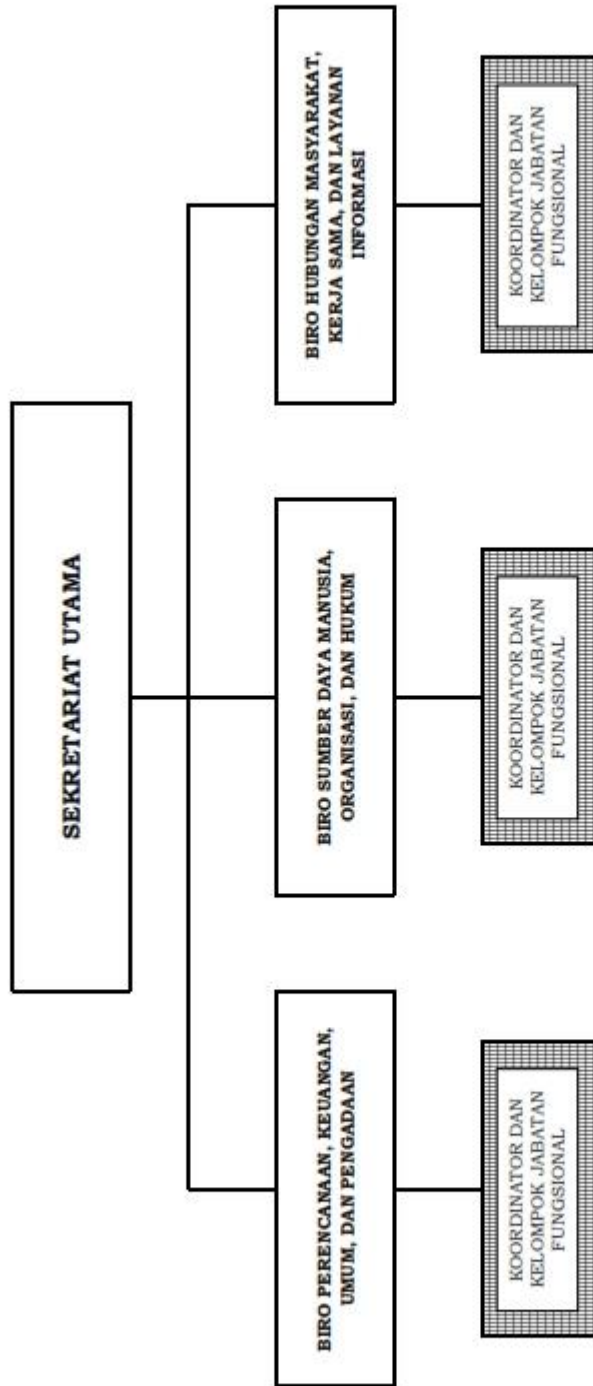 SEKRETARIAT UTAMA
BIRO PERENCANAAN, KEUANGAN,
UMUM, DAN PENGADAAN
BIRO SUMBER DAYA MANUSIA,
ORGANISASI, DAN HUKUM
BIRO HUBUNGAN MASYARAKAT,
KERJA SAMA, DAN LAYANAN
INFORMASI
KOORDINATOR DAN
KELOMPOK JABATAN
FUNGSIONAL
KOORDINATOR DAN
KELOMPOK JABATAN
FUNGSIONAL
KOORDINATOR DAN
KELOMPOK JABATAN
FUNGSIONAL